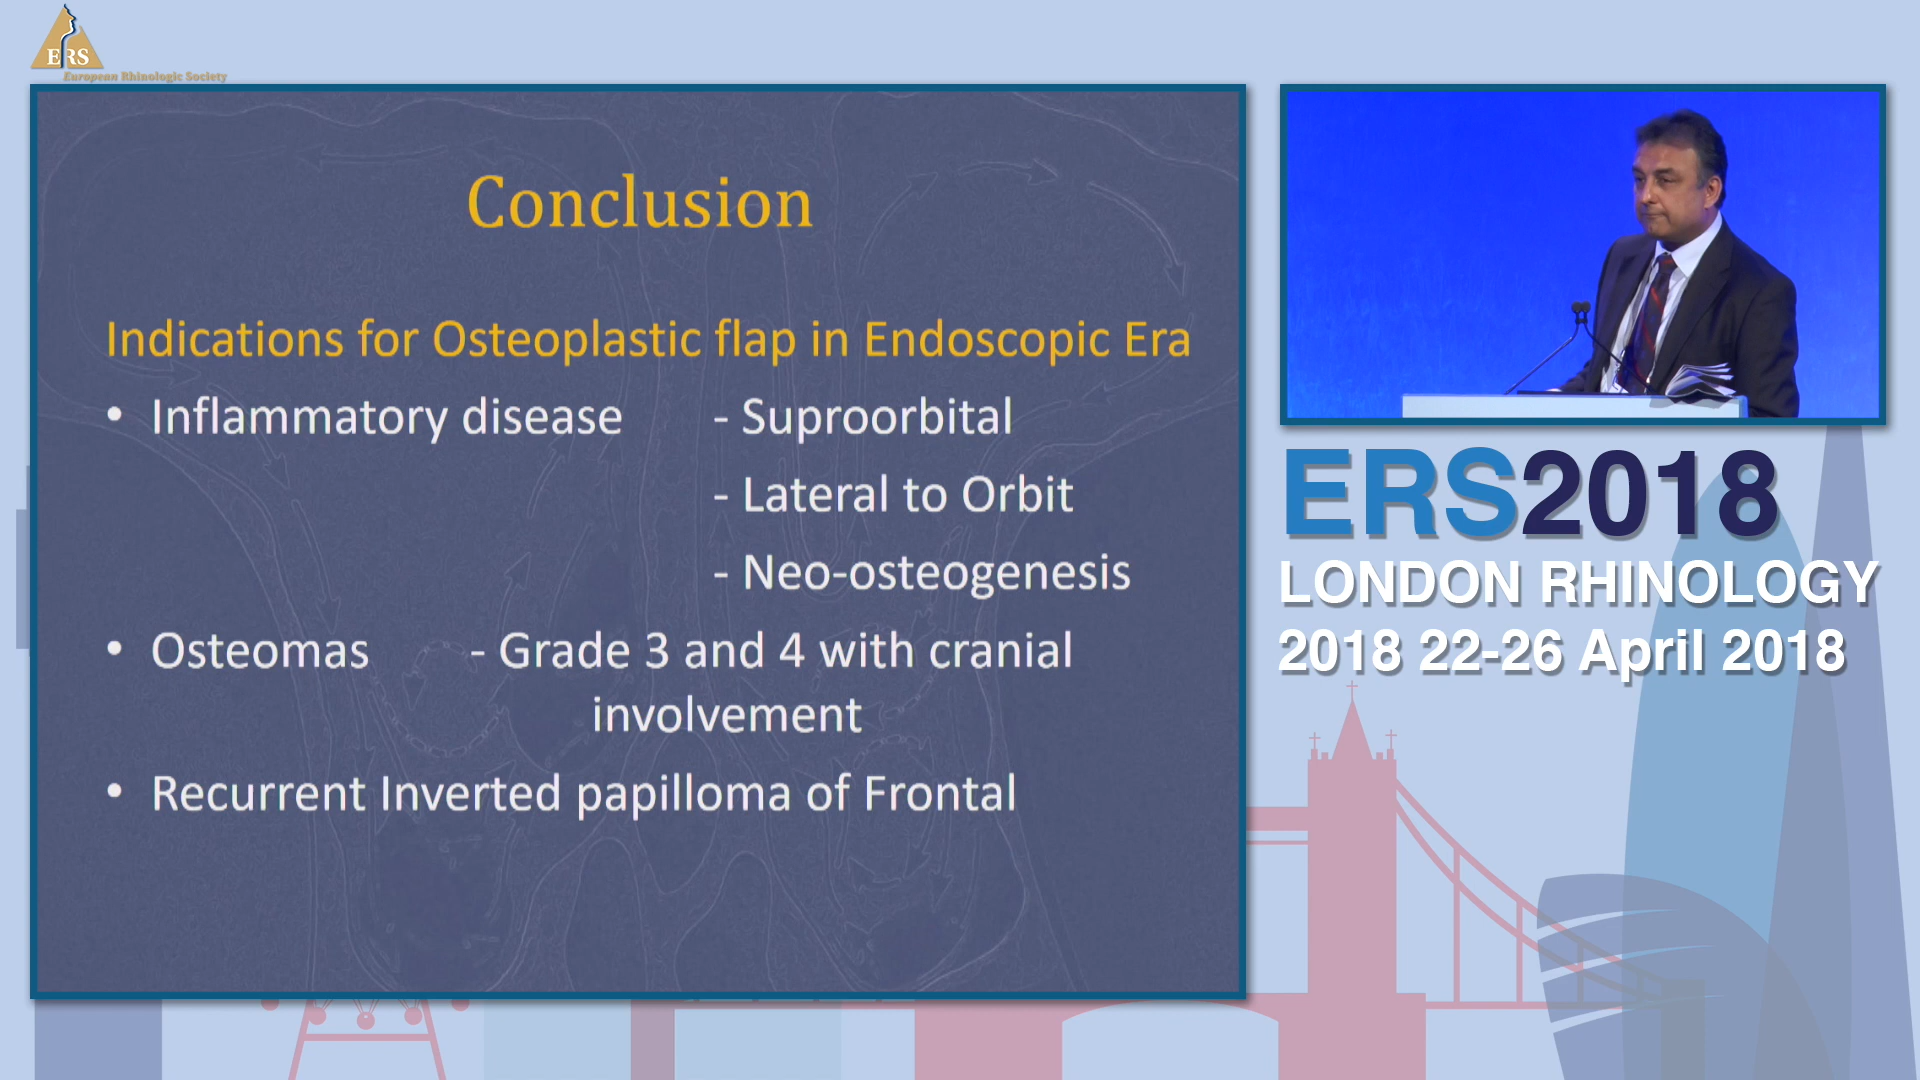 ERS
European Rhinologic Society
Conclusion
Indications for Osteoplastic flap in Endoscopic Era
• Inflammatory disease - Suproorbital
- Lateral to Orbit
- Neo-osteogenesis
• Osteomas - Grade 3 and 4 with cranial
involvement
• Recurrent Inverted papilloma of Frontal
ERS2018
LONDON RHINOLOGY
2018 22-26 April 2018